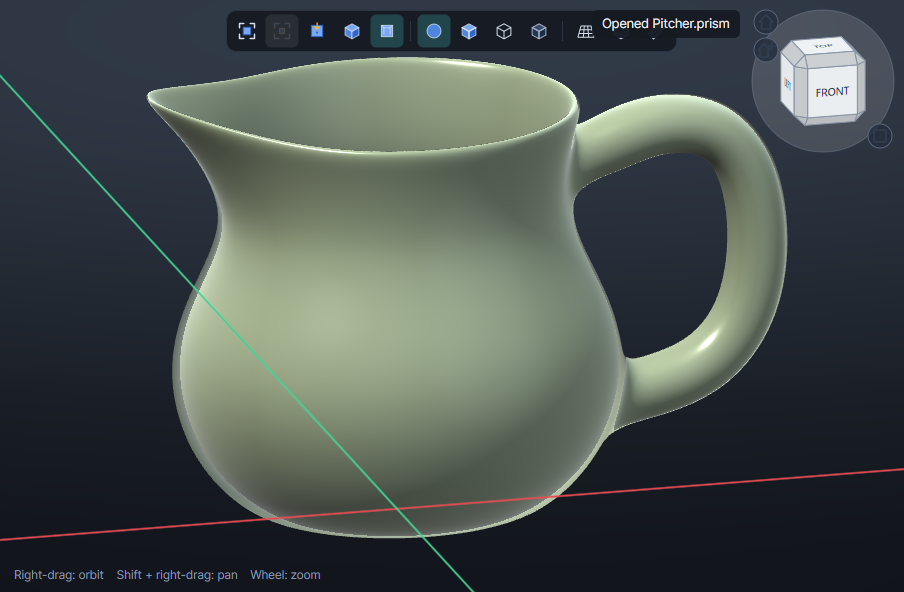 Opened Pitcher.prism
TOP
FRONT
Right-drag: orbit Shift + right-drag: pan Wheel: zoom